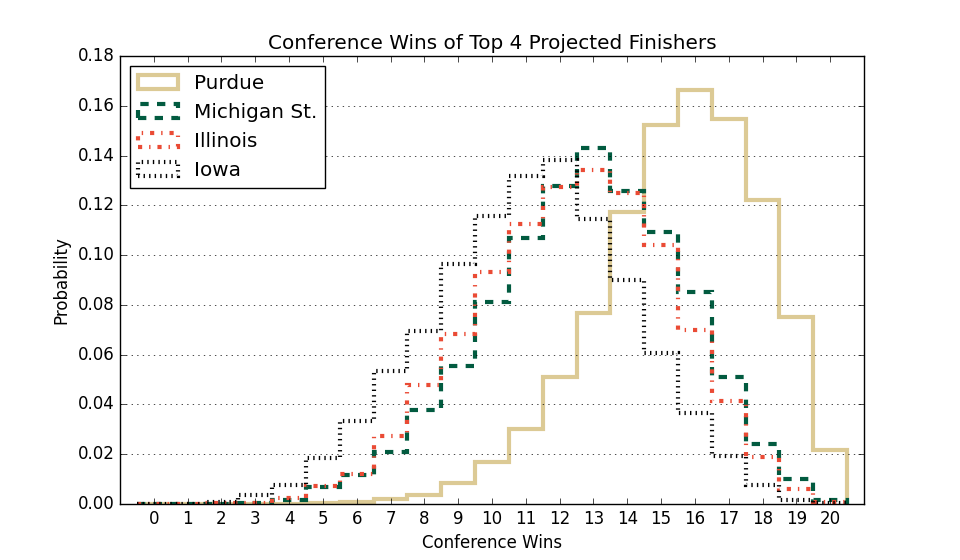 Conference Wins of Top 4 Projected Finishers
Purdue
Michigan St.
Illinois
Iowa
Probability
0.18
0.16
0.14
0.12
0.10
0.08
0.06
0.04
0.02
0.00
0 1 2 3 4 5 6 7 8 9 10 11 12 13 14 15 16 17 18 19 20
Conference Wins